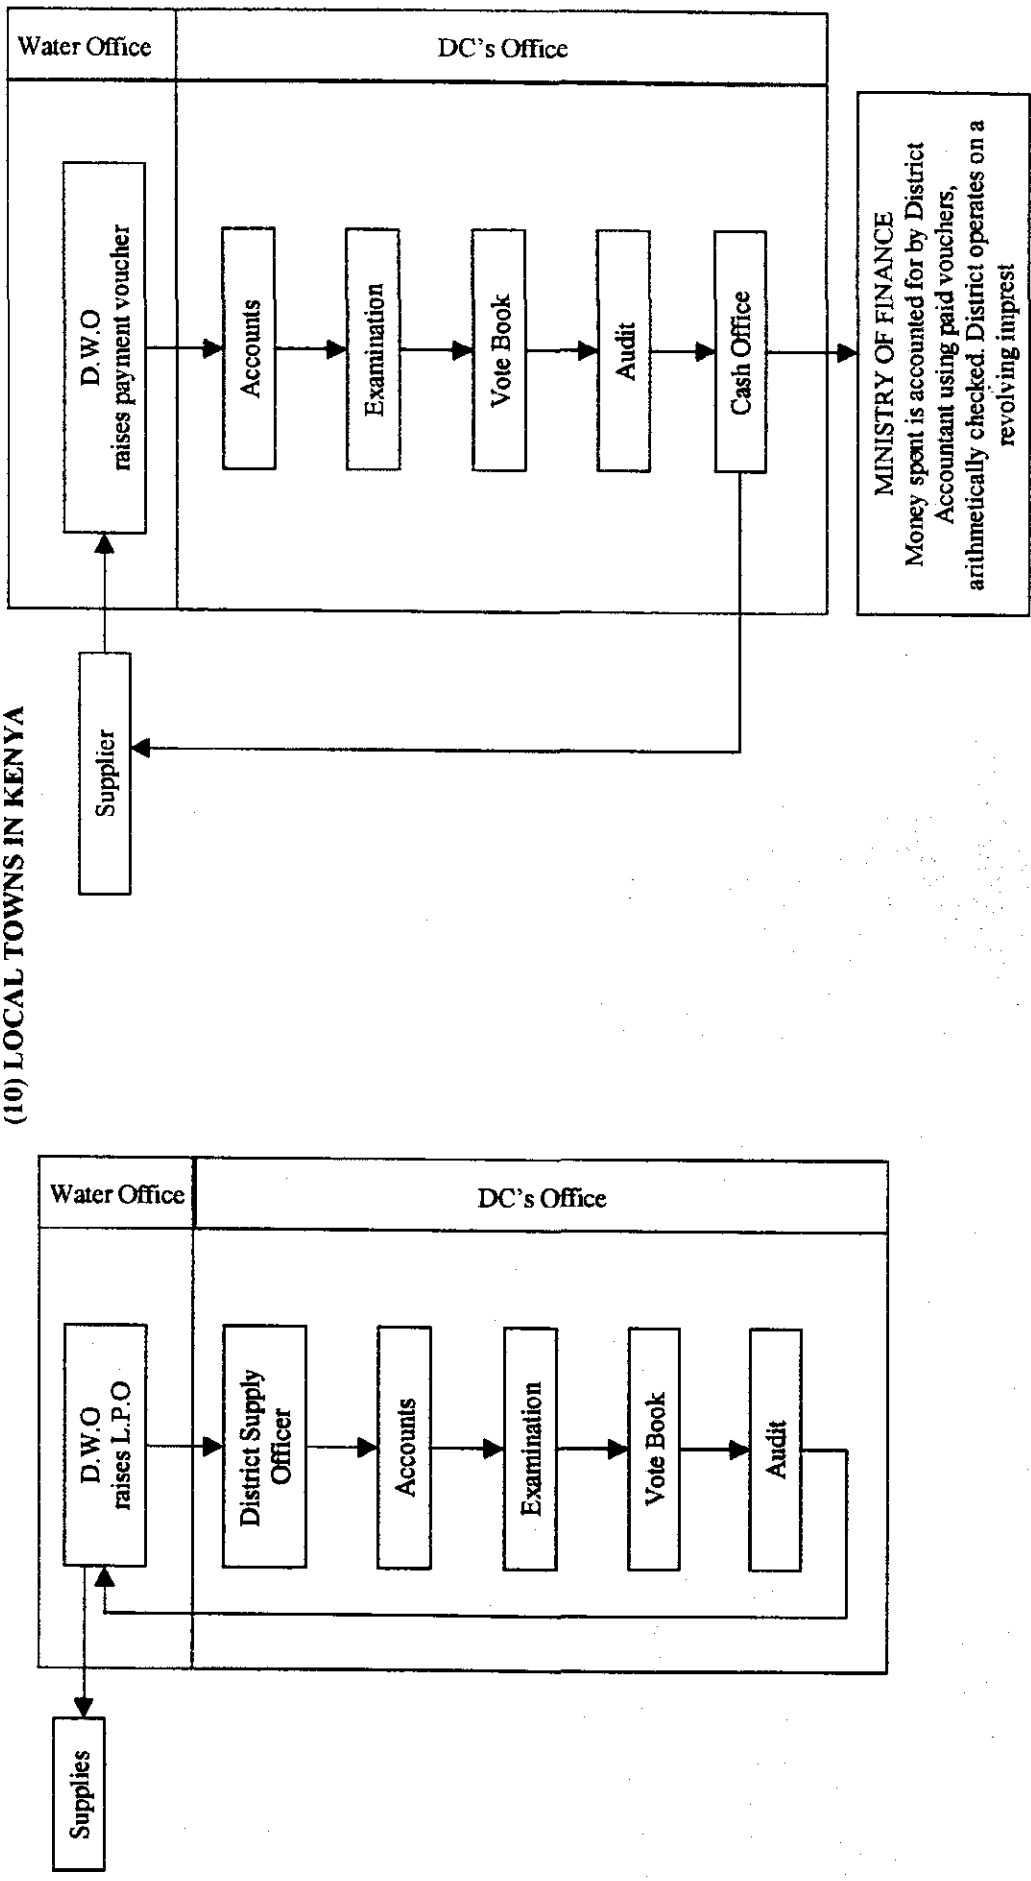 (10) LOCAL TOWNS IN KENYA
Water Office
DC's Office
D.W.O
raises L.P.O
Supplies
District Supply
Officer
Accounts
Examination
Vote Book
Audit
Water Office
DC's Office
Supplier
D.W.O
raises payment voucher
Accounts
Examination
Vote Book
Audit
Cash Office
MINISTRY OF FINANCE
Money spent is accounted for by District
Accountant using paid vouchers,
arithmetically checked. District operates on a
revolving imprest